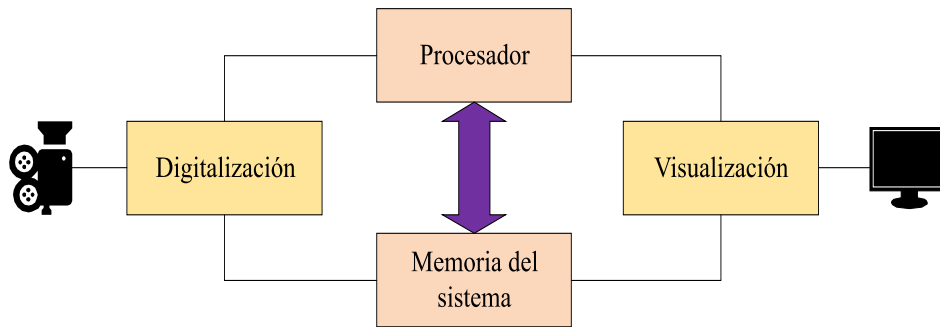 Procesador
Digitalización
Visualización
Memoria del
sistema